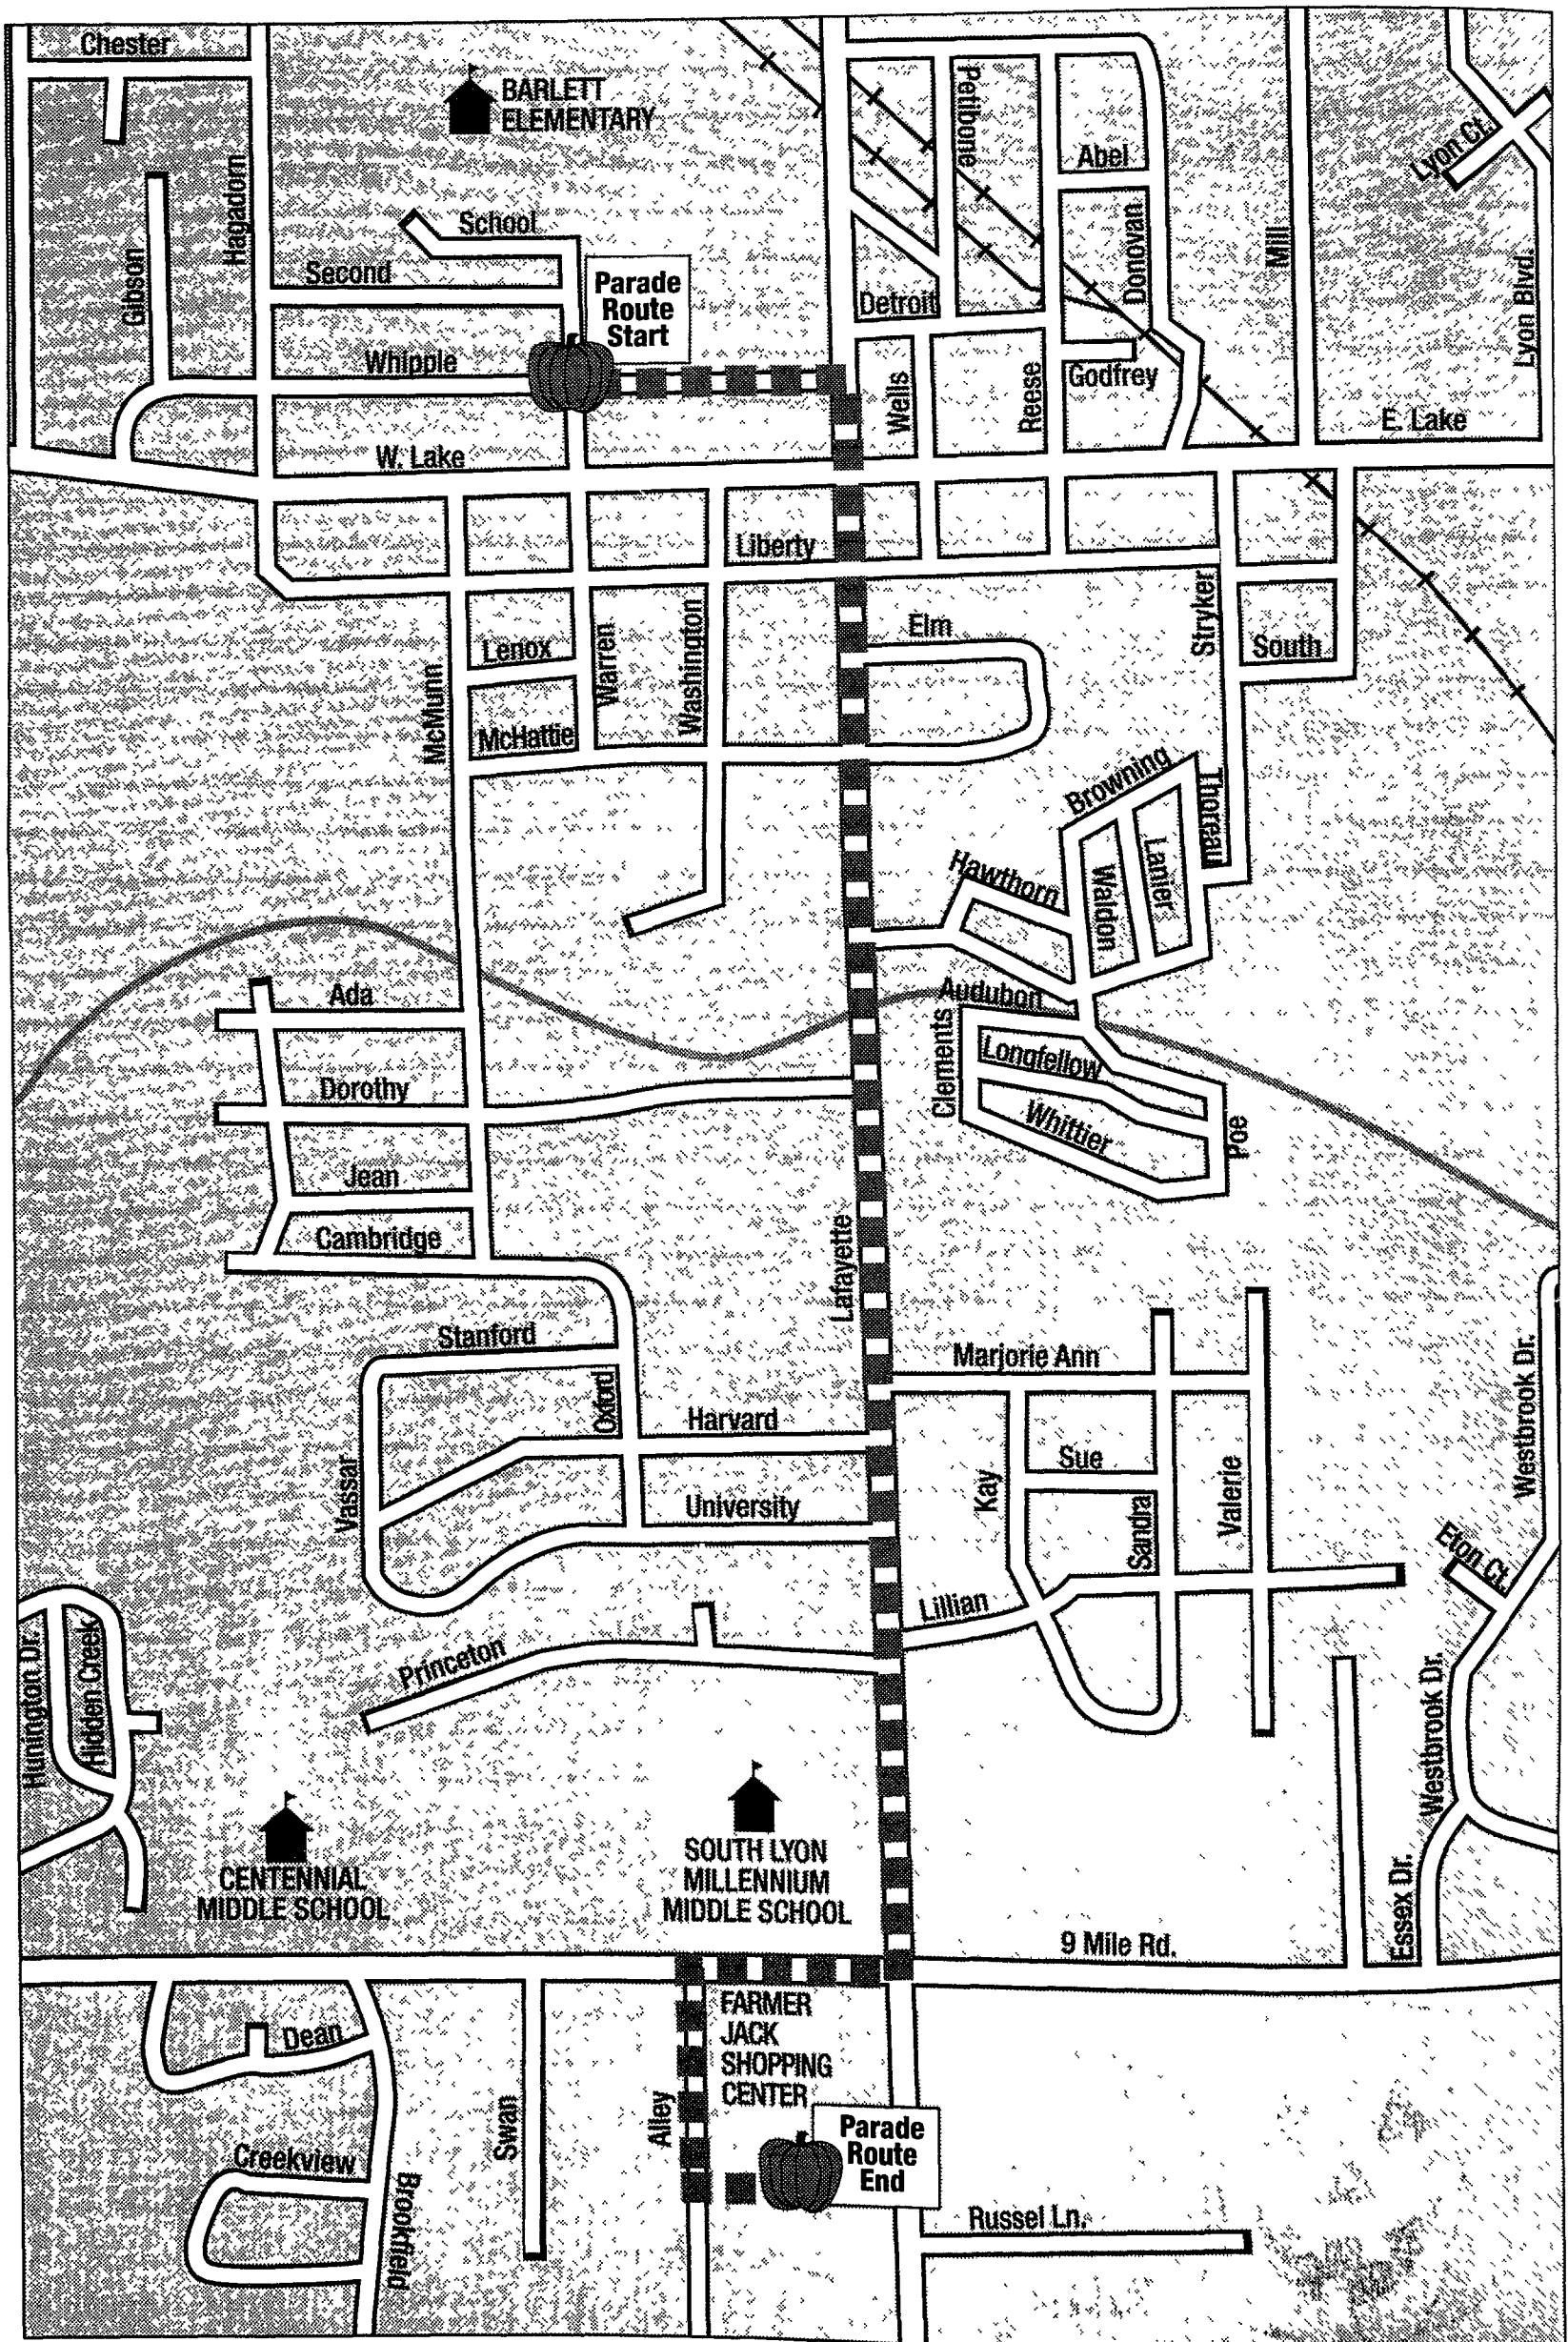 Chester
BARLETT
ELEMENTARY
Petibone
Abel
Lyon Ct.
Hagadorn
School
Second
Gibson
Parade
Route
Start
Detroit
Donovan
Mill
Lyon Blvd.
Whipple
Wells
Reese
Godfrey
E. Lake
W. Lake
Liberty
Stryker
Elm
South
Lenox
Warren
Washington
McMunn
McHattie
Browning
Thoreau
Hawthorn
Waldon
Lanier
Ada
Audubon
Clements
Longfellow
Dorothy
Whittier
Poe
Jean
Cambridge
Lafayette
Stanford
Marjorie Ann
Oxford
Harvard
Westbrook Dr.
Vassar
Sue
Kay
Sandra
Valerie
University
Eton Ct.
Lillian
Princeton
Hunington Dr.
Hidden Creek
Westbrook Dr.
CENTENNIAL
MIDDLE SCHOOL
SOUTH LYON
MILLENNIUM
MIDDLE SCHOOL
Essex Dr.
9 Mile Rd.
FARMER
JACK
SHOPPING
CENTER
Dean
Swan
Alley
Parade
Route
End
Creekview
Brookfield
Russel Ln.